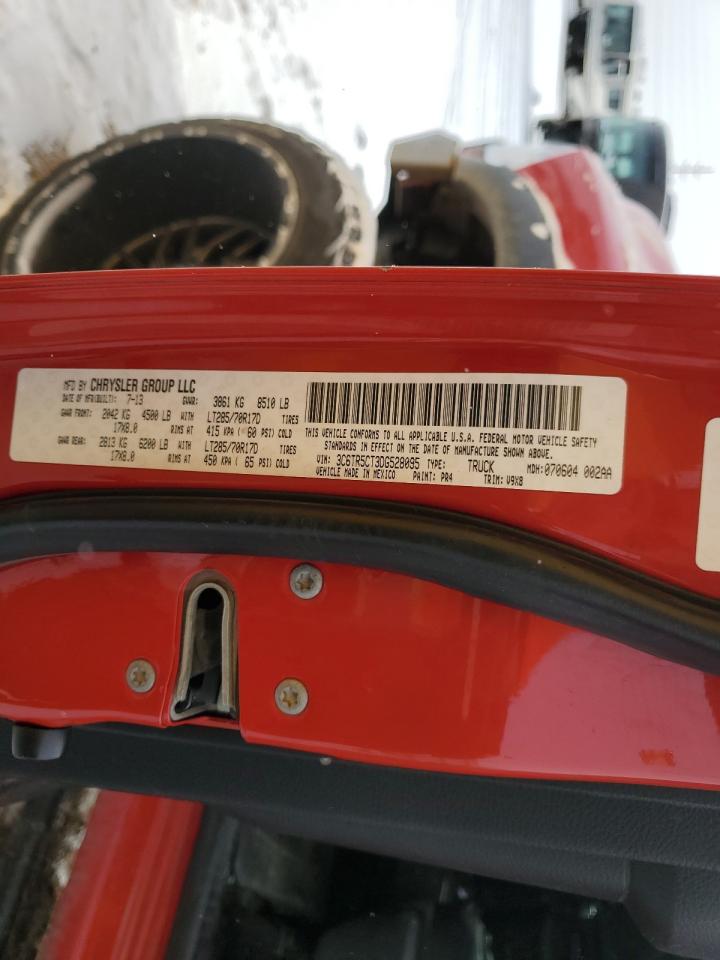 MFD BY CHRYSLER GROUP LLC
DATE OF MFR(BUILT): 7-13 GVWR: 3861 KG 8510 LB
GAWR FRONT: 2042 KG 4500 LB WITH LT285/70R17D TIRES
17X8.0 RIMS AT 415 KPA ( 60 PSI) COLD
GAWR REAR: 2813 KG 6200 LB WITH LT285/70R17D TIRES
17X8.0 RIMS AT 450 KPA ( 65 PSI) COLD
THIS VEHICLE CONFORMS TO ALL APPLICABLE U.S.A. FEDERAL MOTOR VEHICLE SAFETY
STANDARDS IN EFFECT ON THE DATE OF MANUFACTURE SHOWN ABOVE.
VIN: 3C6TR5CT3DG528095 TYPE: TRUCK MDH: 070604 002AA
VEHICLE MADE IN MEXICO PAINT: PR4 TRIM: V9X8